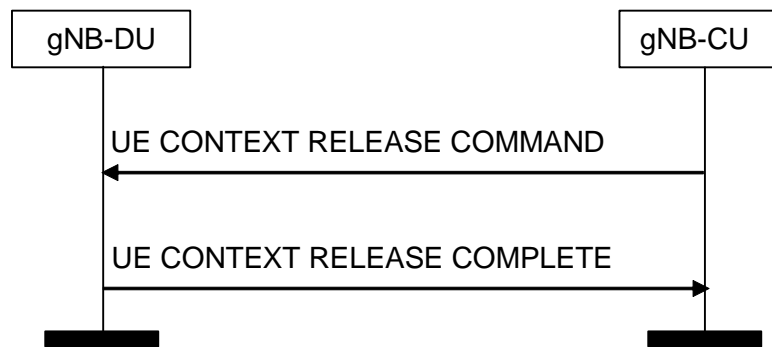 gNB-DU
gNB-CU
UE CONTEXT RELEASE COMMAND
UE CONTEXT RELEASE COMPLETE